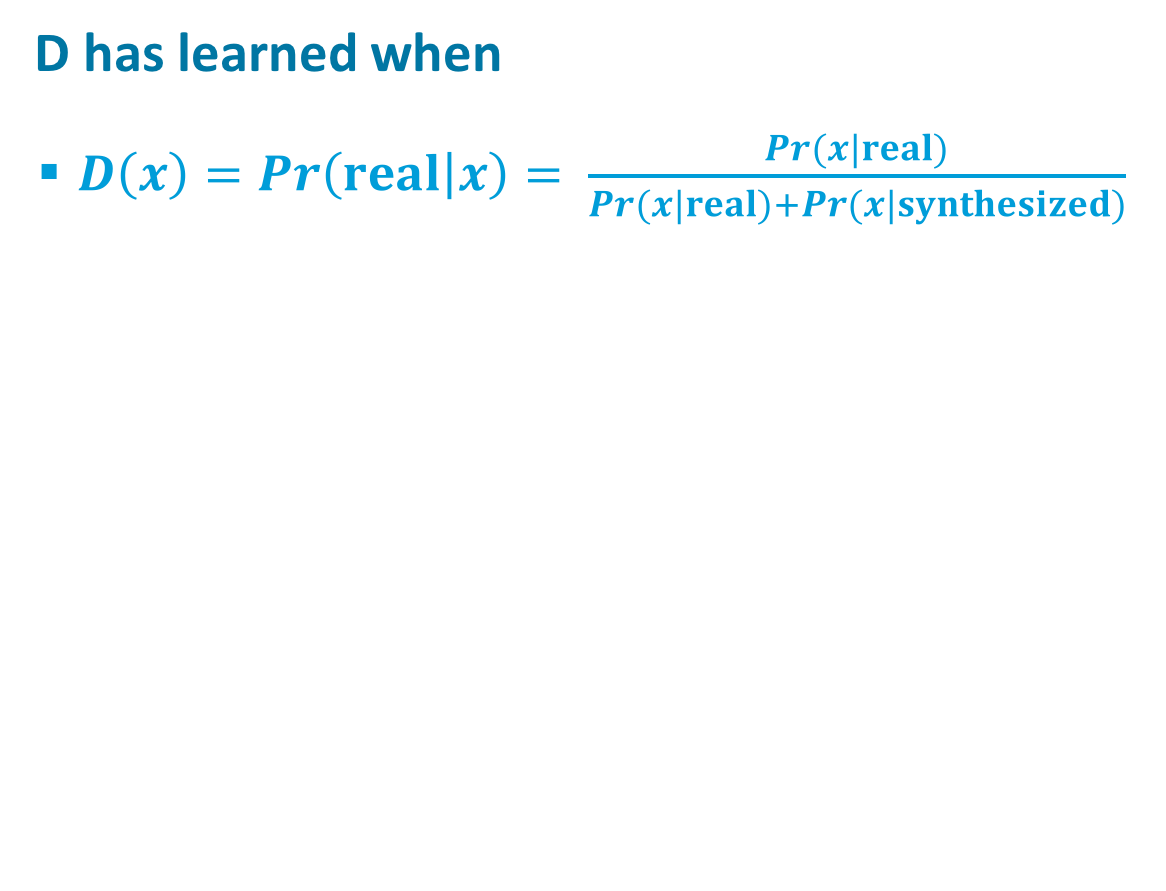 D has learned when
▪ D(x) = Pr(real|x) = Pr(x|real) / Pr(x|real)+Pr(x|synthesized)